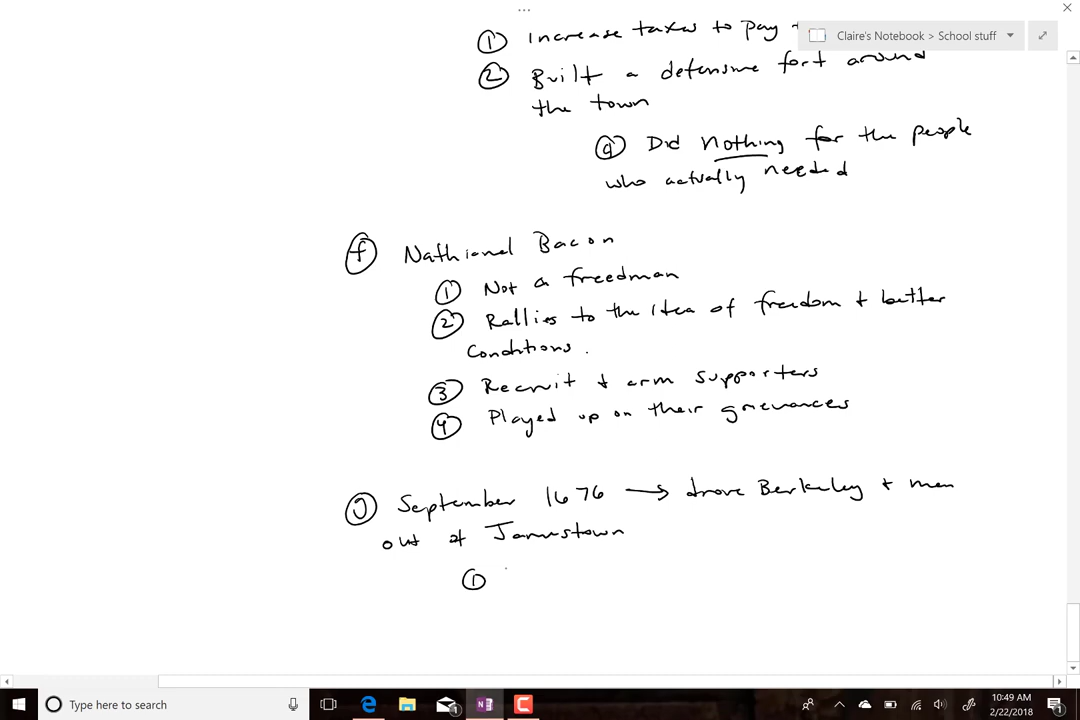 ...
① Increase taxes to pay
Claire's Notebook > School stuff
② Built a defensive fort around
the town
ⓐ Did nothing for the people
who actually needed
ⓕ Nathional Bacon
① Not a freedman
② Rallies to the idea of freedom + better
conditions.
③ Recruit + arm supporters
④ Played up on their grievances
ⓖ September 1676 → drove Berkeley + men
out of Jamestown
①
Type here to search
10:49 AM
2/22/2018